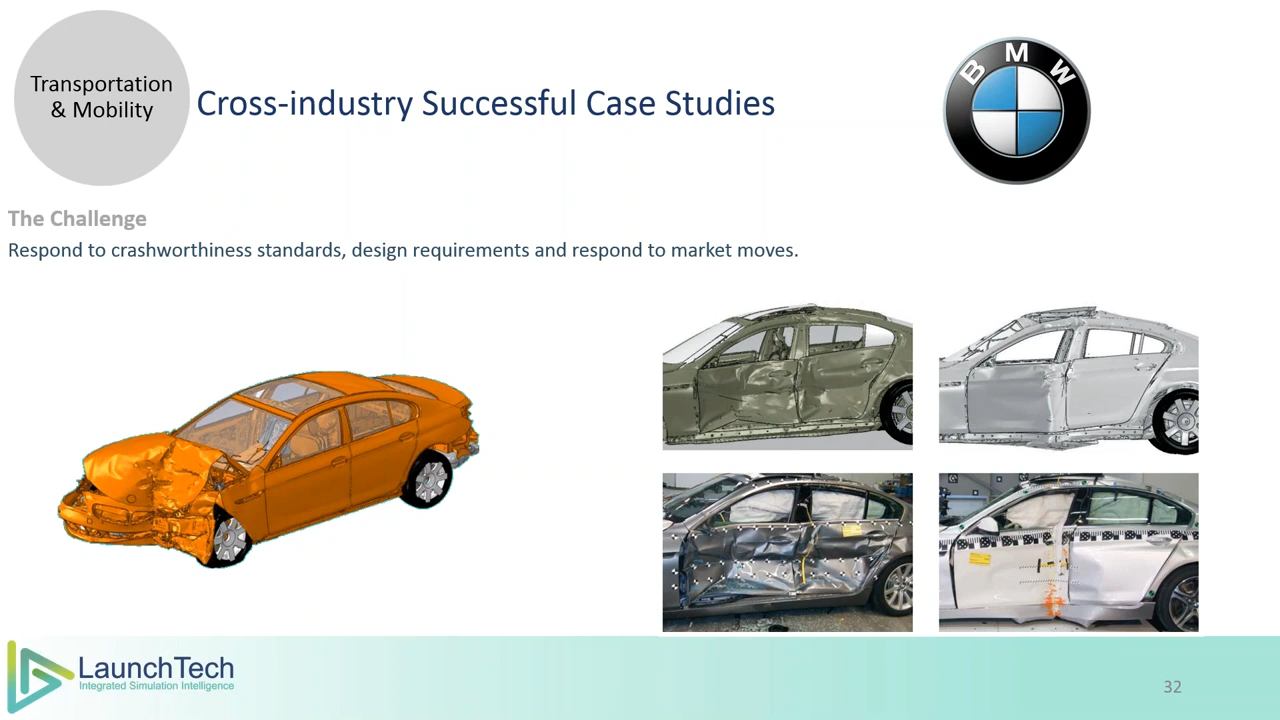 Transportation
& Mobility
Cross-industry Successful Case Studies
BMW
The Challenge
Respond to crashworthiness standards, design requirements and respond to market moves.
LaunchTech
Integrated Simulation Intelligence
32